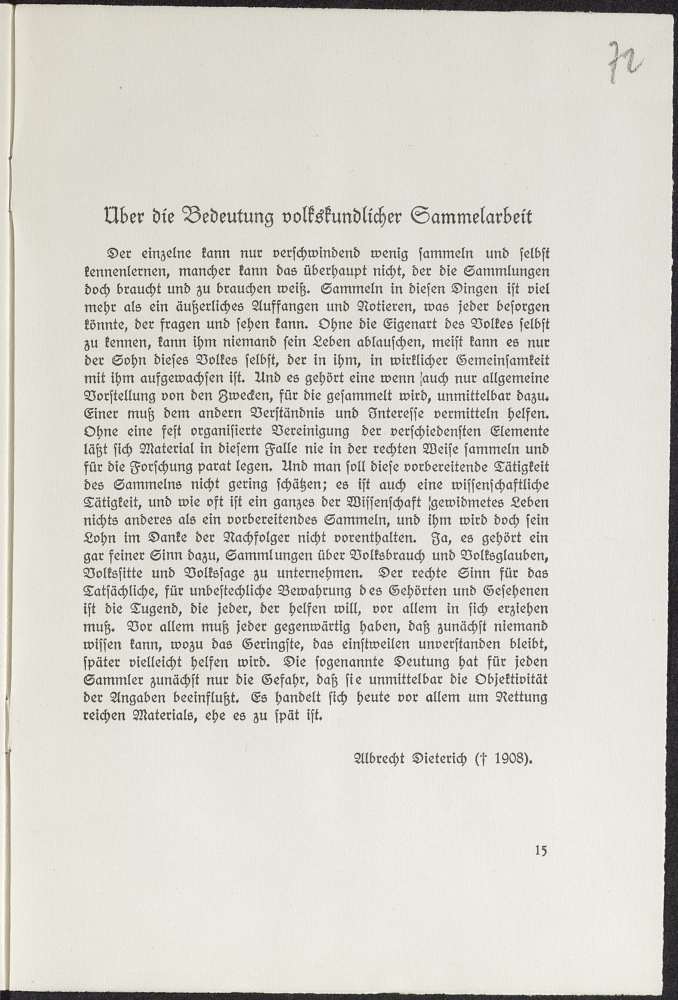 72
Über die Bedeutung volkskundlicher Sammelarbeit
Der einzelne kann nur verschwindend wenig sammeln und selbst
kennenlernen, mancher kann das überhaupt nicht, der die Sammlungen
doch braucht und zu brauchen weiß. Sammeln in diesen Dingen ist viel
mehr als ein äußerliches Auffangen und Notieren, was jeder besorgen
könnte, der fragen und sehen kann. Ohne die Eigenart des Volkes selbst
zu kennen, kann ihm niemand sein Leben ablauschen, meist kann es nur
der Sohn dieses Volkes selbst, der in ihm, in wirklicher Gemeinsamkeit
mit ihm aufgewachsen ist. Und es gehört eine wenn auch nur allgemeine
Vorstellung von den Zwecken, für die gesammelt wird, unmittelbar dazu.
Einer muß dem andern Verständnis und Interesse vermitteln helfen.
Ohne eine fest organisierte Vereinigung der verschiedensten Elemente
läßt sich Material in diesem Falle nie in der rechten Weise sammeln und
für die Forschung parat legen. Und man soll diese vorbereitende Tätigkeit
des Sammelns nicht gering schätzen; es ist auch eine wissenschaftliche
Tätigkeit, und wie oft ist ein ganzes der Wissenschaft gewidmetes Leben
nichts anderes als ein vorbereitendes Sammeln, und ihm wird doch sein
Lohn im Danke der Nachfolger nicht vorenthalten. Ja, es gehört ein
gar feiner Sinn dazu, Sammlungen über Volksbrauch und Volksglauben,
Volkssitte und Volkssage zu unternehmen. Der rechte Sinn für das
Tatsächliche, für unbestechliche Bewahrung des Gehörten und Gesehenen
ist die Tugend, die jeder, der helfen will, vor allem in sich erziehen
muß. Vor allem muß jeder gegenwärtig haben, daß zunächst niemand
wissen kann, wozu das Geringste, das einstweilen unverstanden bleibt,
später vielleicht helfen wird. Die sogenannte Deutung hat für jeden
Sammler zunächst nur die Gefahr, daß sie unmittelbar die Objektivität
der Angaben beeinflußt. Es handelt sich heute vor allem um Rettung
reichen Materials, ehe es zu spät ist.
Albrecht Dieterich († 1908).
15